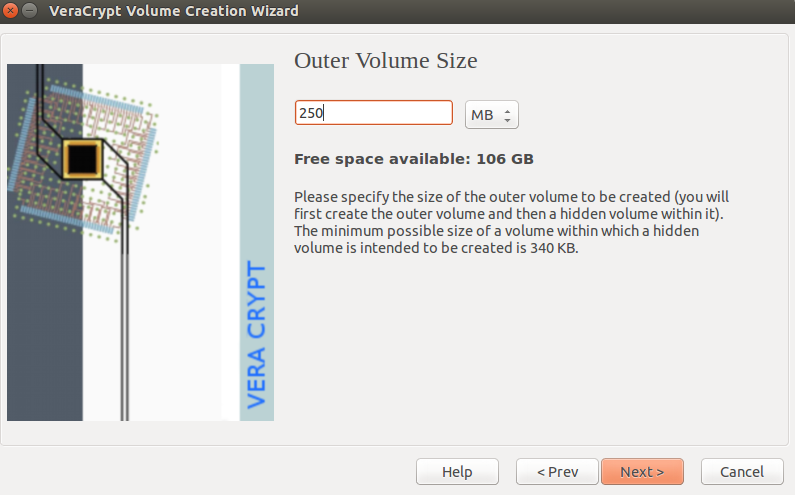 VeraCrypt Volume Creation Wizard
Outer Volume Size
250 MB
Free space available: 106 GB
Please specify the size of the outer volume to be created (you will
first create the outer volume and then a hidden volume within it).
The minimum possible size of a volume within which a hidden
volume is intended to be created is 340 KB.
VERA CRYPT
Help < Prev Next > Cancel